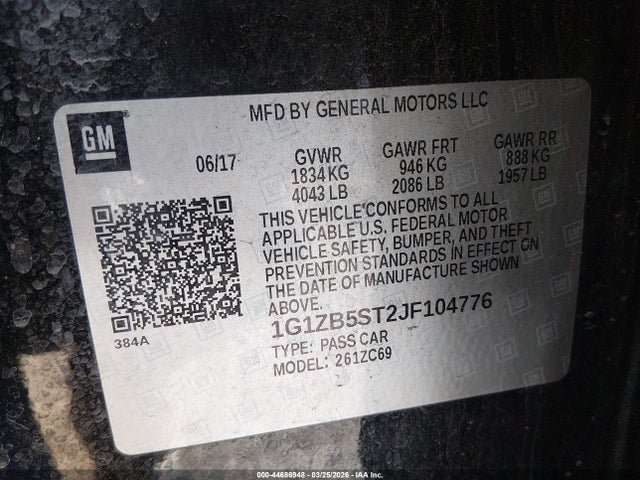 MFD BY GENERAL MOTORS LLC
GM
06/17
GVWR
1834 KG
4043 LB
GAWR FRT
946 KG
2086 LB
GAWR RR
888 KG
1957 LB
THIS VEHICLE CONFORMS TO ALL
APPLICABLE U.S. FEDERAL MOTOR
VEHICLE SAFETY, BUMPER, AND THEFT
PREVENTION STANDARDS IN EFFECT ON
THE DATE OF MANUFACTURE SHOWN
ABOVE.
384A
1G1ZB5ST2JF104776
TYPE: PASS CAR
MODEL: 261ZC69
000-44686948 - 03/25/2026 - IAA Inc.